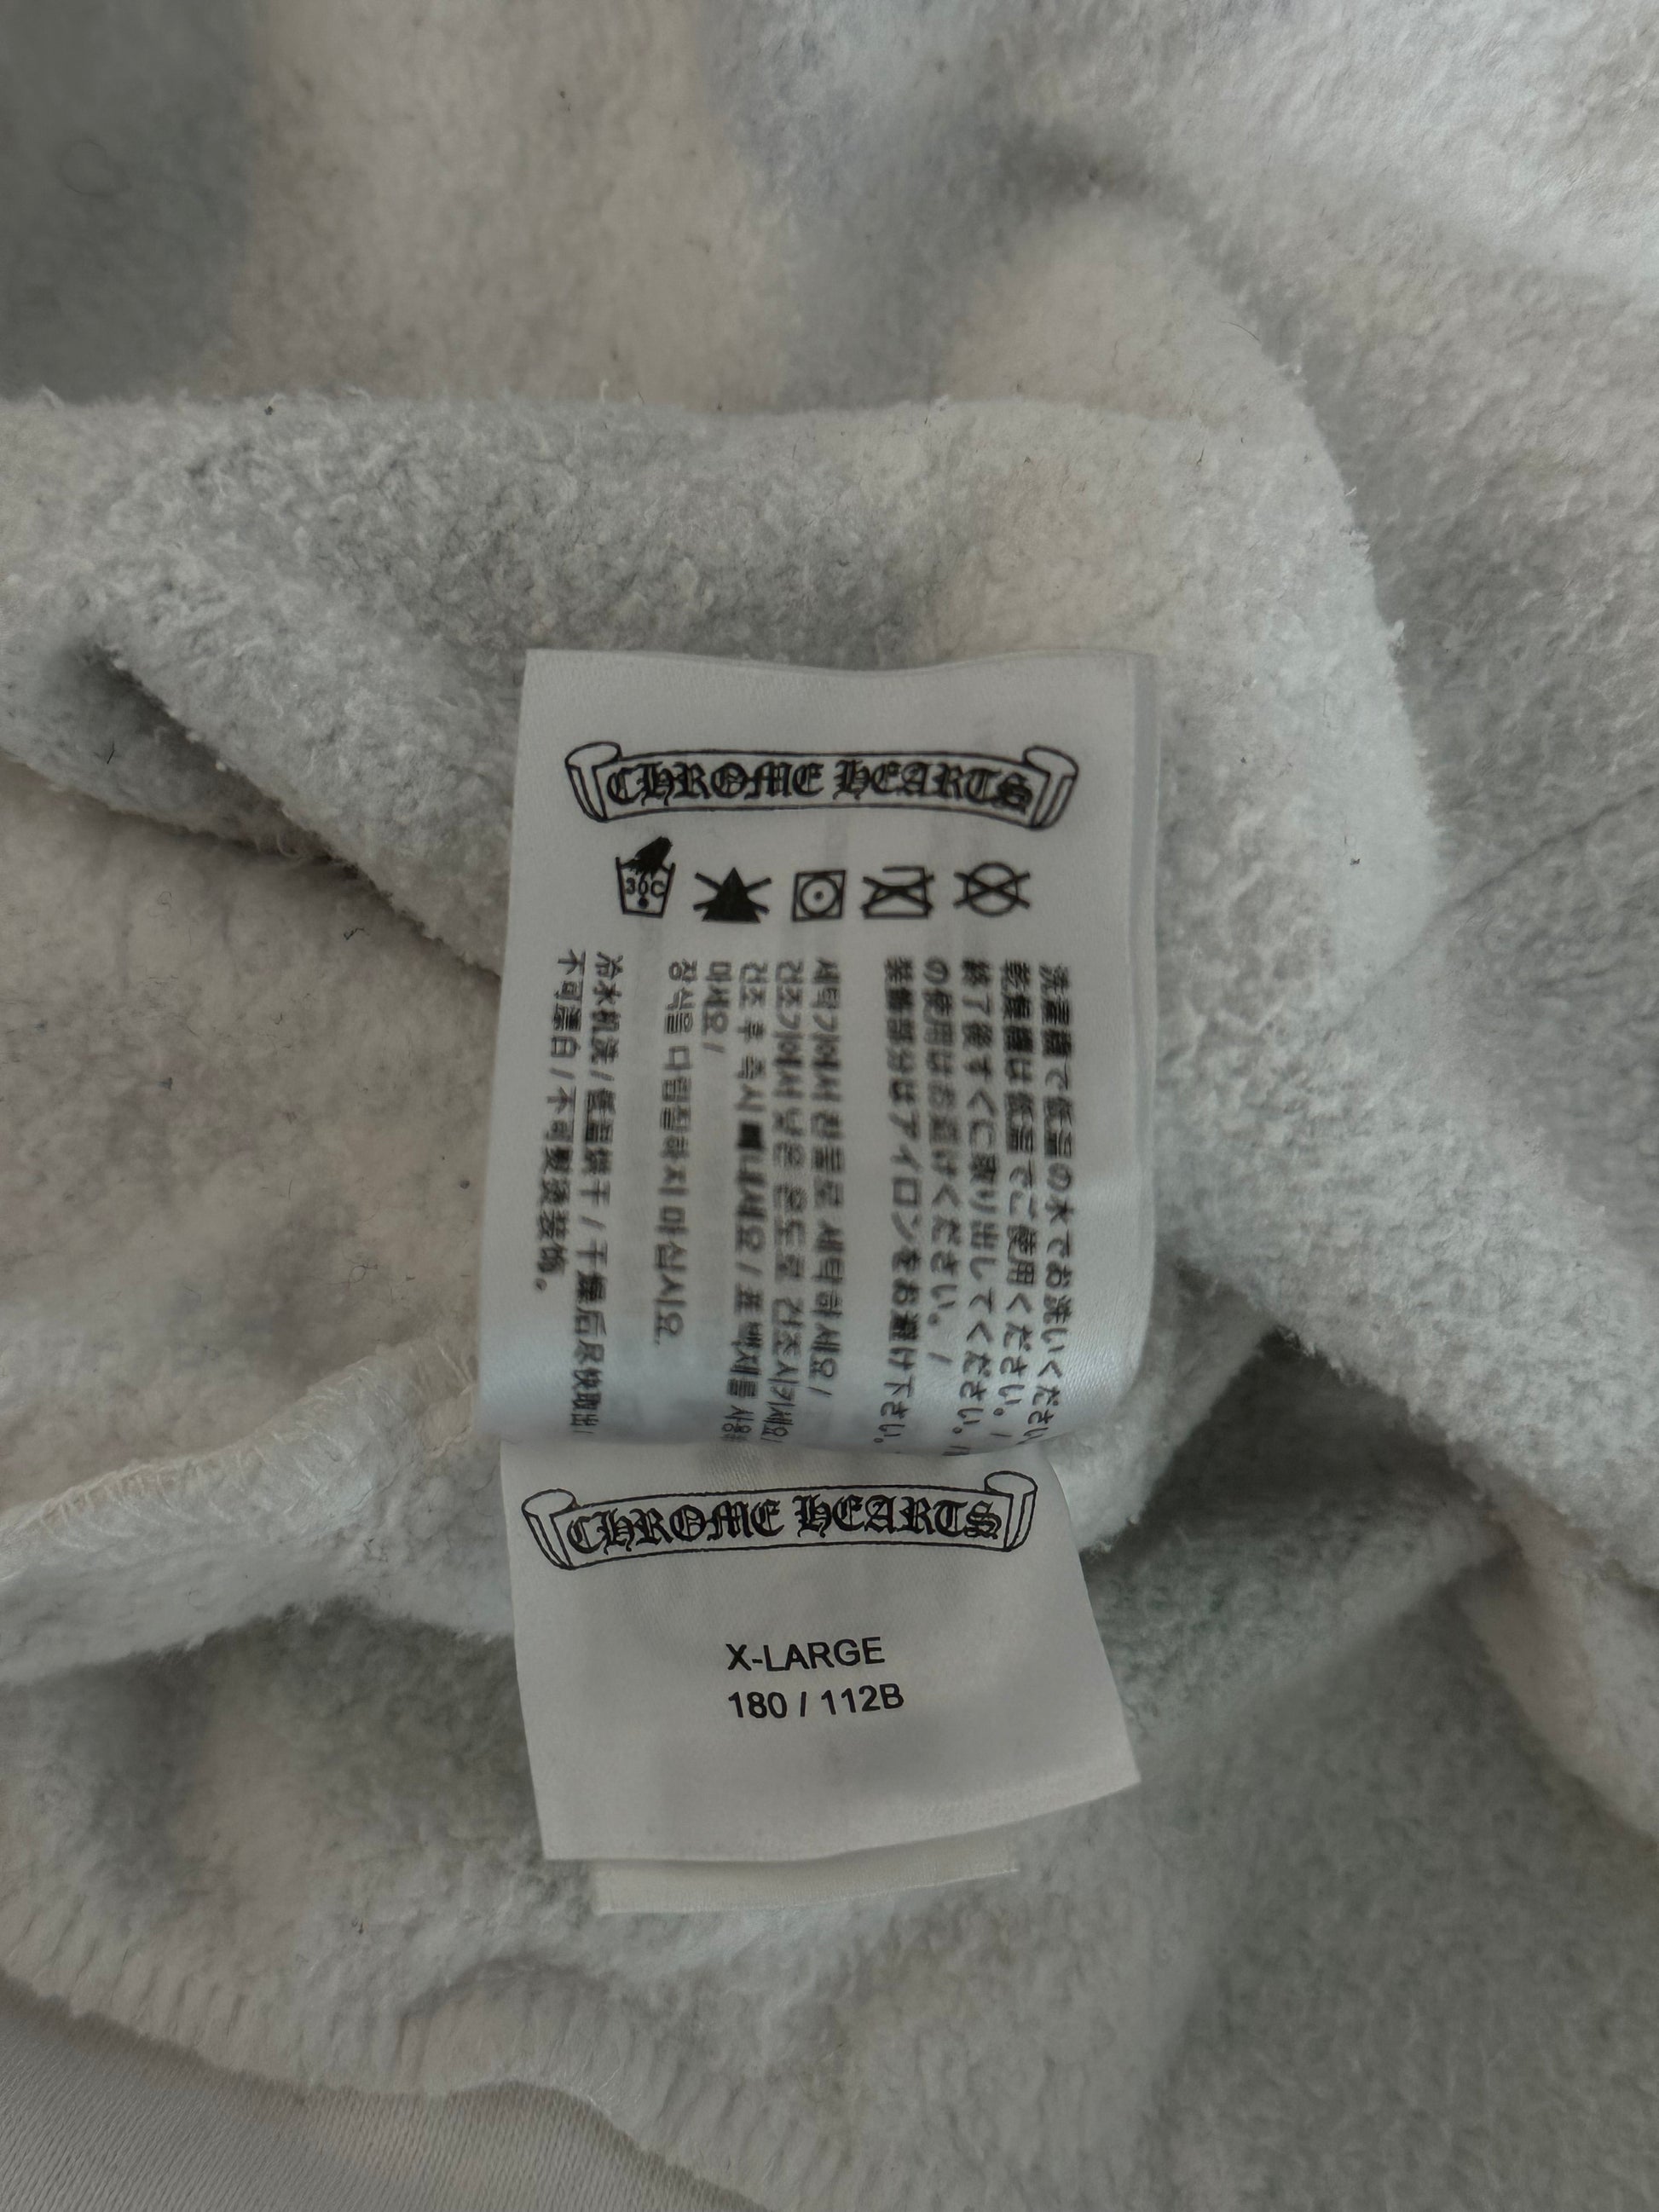 CHROME HEARTS
30C
洗濯機で低温の水でお洗いください
乾燥機は低温でご使用ください。/
終了後すぐに取り出してください。/
の使用はお避けください。/
装飾部分はアイロンをお避け下さい。
세탁기에서 찬물로 세탁하세요 /
건조기에서 낮은 온도로 건조시키세요 /
건조 후 즉시 빼내세요 / 표백제를 사용
마세요 /
장식을 다림질하지 마십시오.
冷水机洗 / 低温烘干 / 干燥后尽快取出 /
不可漂白 / 不可熨烫装饰。
CHROME HEARTS
X-LARGE
180 / 112B